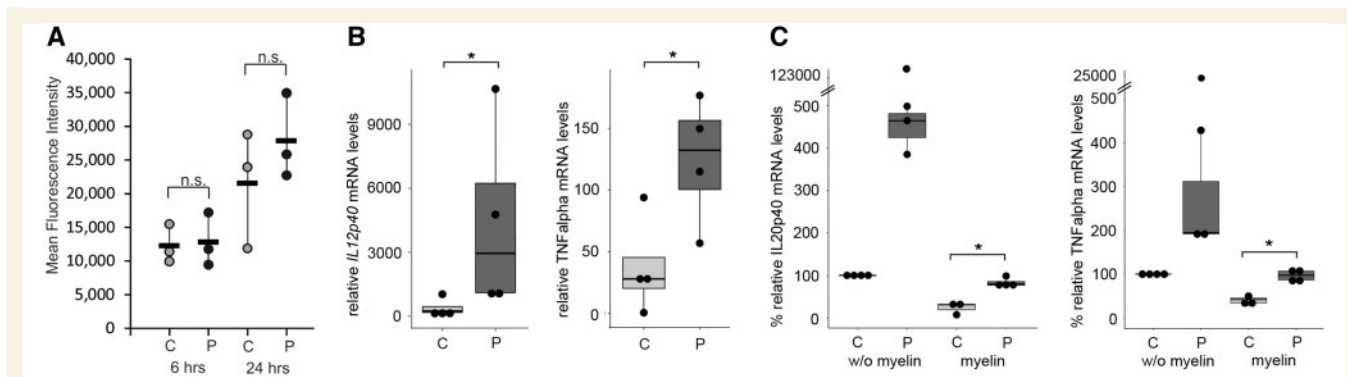 A
Mean Fluorescence Intensity
40,000
35,000
30,000
25,000
20,000
15,000
10,000
5,000
0
n.s.
n.s.
C P C P
6 hrs 24 hrs
B
relative IL12p40 mRNA levels
9000
6000
3000
0
*
C P
relative TNFalpha mRNA levels
150
100
50
0
*
C P
C
% relative IL20p40 mRNA levels
123000
500
400
300
200
100
0
*
C P C P
w/o myelin myelin
% relative TNFalpha mRNA levels
25000
500
400
300
200
100
0
*
C P C P
w/o myelin myelin